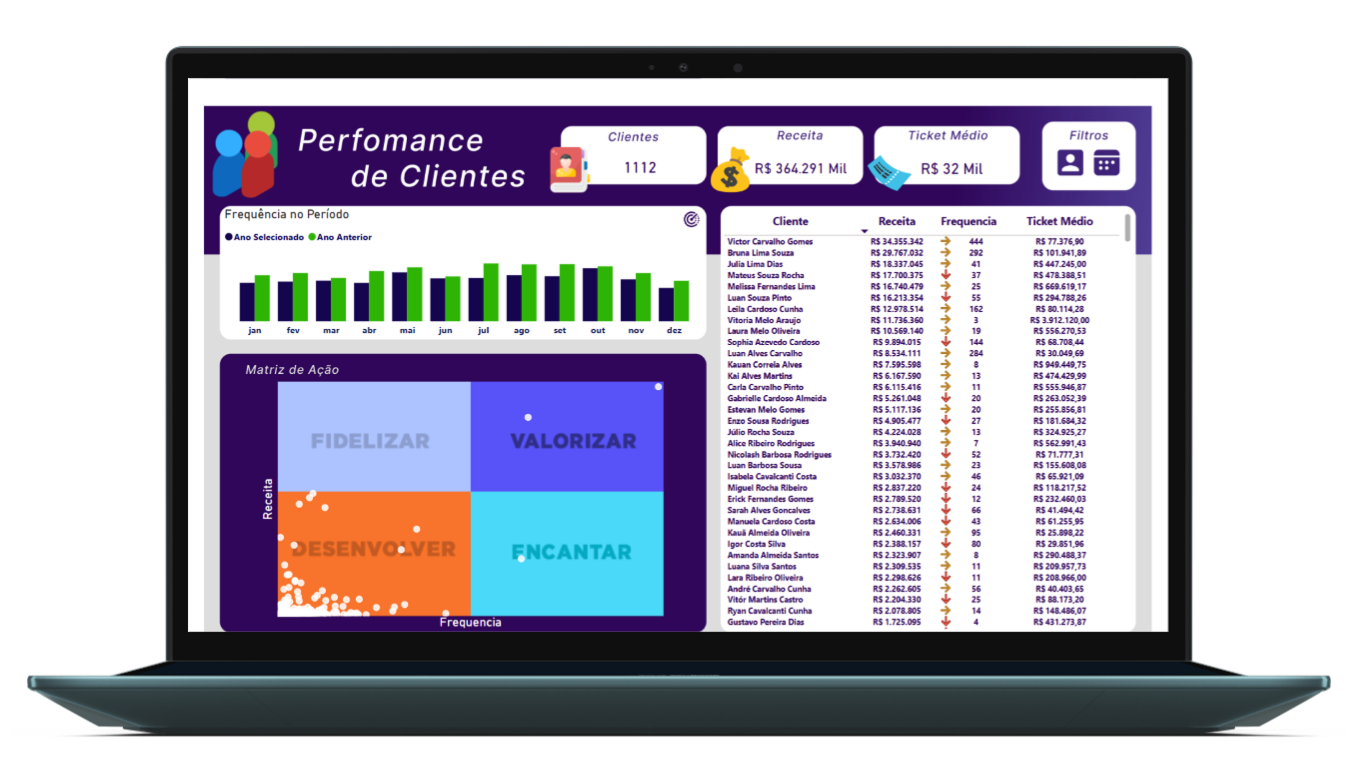 Perfomance
de Clientes
Clientes
1112
Receita
R$ 364.291 Mil
Ticket Médio
R$ 32 Mil
Filtros
Frequência no Período
Ano Selecionado Ano Anterior
jan fev mar abr mai jun jul ago set out nov dez
Matriz de Ação
FIDELIZAR
VALORIZAR
DESENVOLVER
ENCANTAR
Receita
Frequencia
Cliente Receita Frequencia Ticket Médio
Victor Carvalho Gomes R$ 34.355.342 444 R$ 77.376,90
Bruna Lima Souza R$ 29.767.032 292 R$ 101.941,89
Julia Lima Dias R$ 18.337.045 41 R$ 447.245,00
Mateus Souza Rocha R$ 17.700.375 37 R$ 478.388,51
Melissa Fernandes Lima R$ 16.740.479 25 R$ 669.619,17
Luan Souza Pinto R$ 16.213.354 55 R$ 294.788,26
Leila Cardoso Cunha R$ 12.978.514 162 R$ 80.114,28
Vitoria Melo Araujo R$ 11.736.360 3 R$ 3.912.120,00
Laura Melo Oliveira R$ 10.569.140 19 R$ 556.270,53
Sophia Azevedo Cardoso R$ 9.894.015 144 R$ 68.708,44
Luan Alves Carvalho R$ 8.534.111 284 R$ 30.049,69
Kauan Correia Alves R$ 7.595.598 8 R$ 949.449,75
Kai Alves Martins R$ 6.167.590 13 R$ 474.429,99
Carla Carvalho Pinto R$ 6.115.416 11 R$ 555.946,87
Gabrielle Cardoso Almeida R$ 5.261.048 20 R$ 263.052,39
Estevan Melo Gomes R$ 5.117.136 20 R$ 255.856,81
Enzo Sousa Rodrigues R$ 4.905.477 27 R$ 181.684,32
Júlio Rocha Souza R$ 4.224.028 13 R$ 324.925,27
Alice Ribeiro Rodrigues R$ 3.940.940 7 R$ 562.991,43
Nicolash Barbosa Rodrigues R$ 3.732.420 52 R$ 71.777,31
Luan Barbosa Sousa R$ 3.578.986 23 R$ 155.608,08
Isabela Cavalcanti Costa R$ 3.032.370 46 R$ 65.921,09
Miguel Rocha Ribeiro R$ 2.837.220 24 R$ 118.217,52
Erick Fernandes Gomes R$ 2.789.520 12 R$ 232.460,03
Sarah Alves Goncalves R$ 2.738.631 66 R$ 41.494,42
Manuela Cardoso Costa R$ 2.634.006 43 R$ 61.255,95
Kauã Almeida Oliveira R$ 2.460.331 95 R$ 25.898,22
Igor Costa Silva R$ 2.388.157 80 R$ 29.851,96
Amanda Almeida Santos R$ 2.323.907 8 R$ 290.488,37
Luana Silva Santos R$ 2.309.535 11 R$ 209.957,73
Lara Ribeiro Oliveira R$ 2.298.626 11 R$ 208.966,00
André Carvalho Cunha R$ 2.262.605 56 R$ 40.403,65
Vitór Martins Castro R$ 2.204.330 25 R$ 88.173,20
Ryan Cavalcanti Cunha R$ 2.078.805 14 R$ 148.486,07
Gustavo Pereira Dias R$ 1.725.095 4 R$ 431.273,87